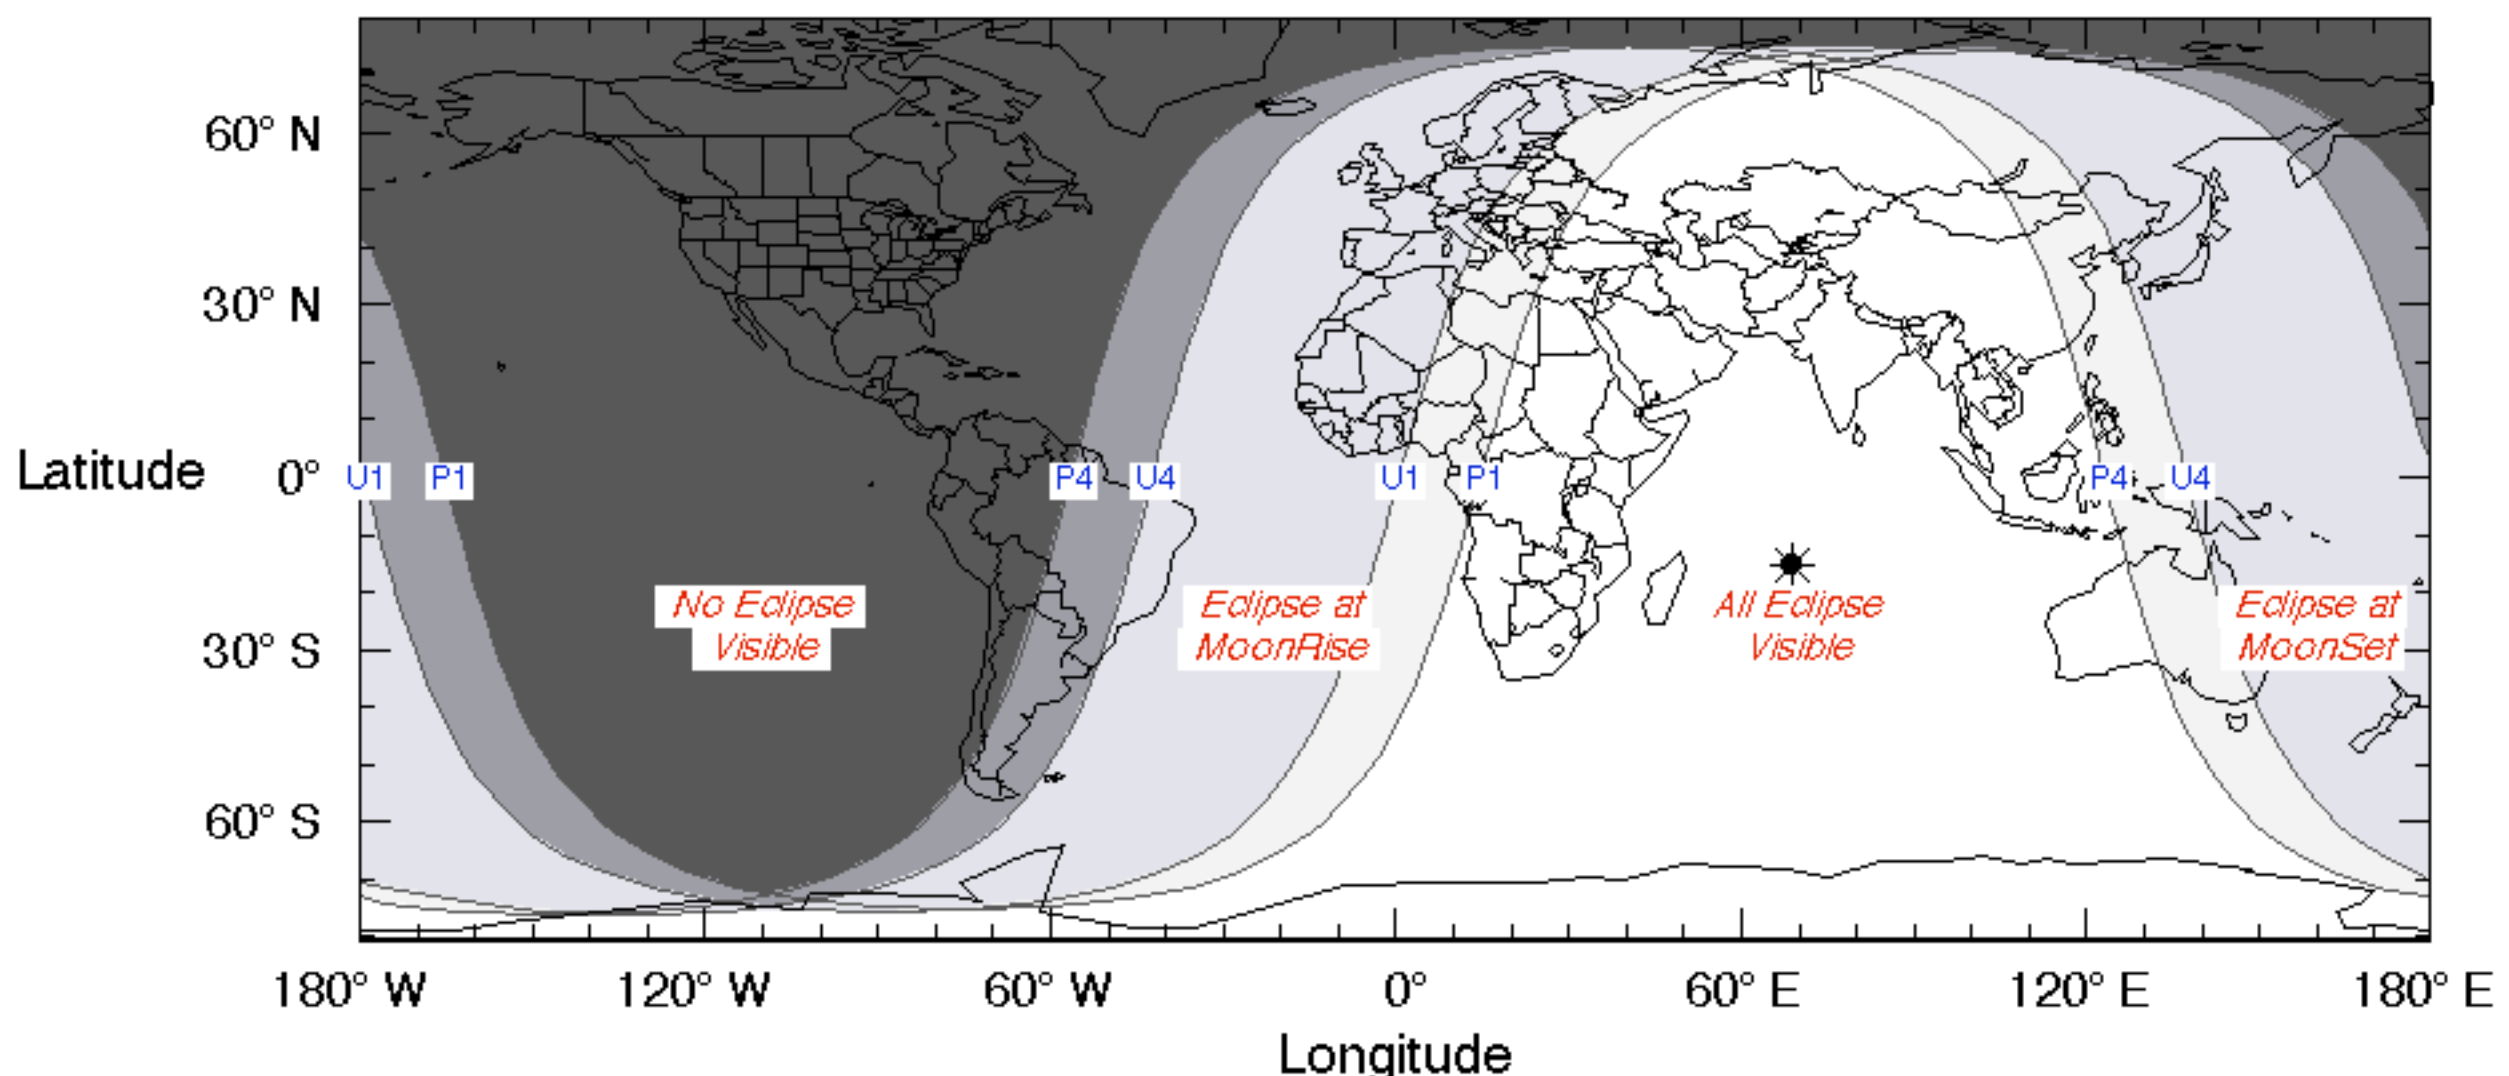 60° N
30° N
Latitude
0°
U1
P1
P4
U4
U1
P1
P4
U4
No Eclipse
Visible
Eclipse at
MoonRise
All Eclipse
Visible
Eclipse at
MoonSet
30° S
60° S
180° W
120° W
60° W
0°
60° E
120° E
180° E
Longitude